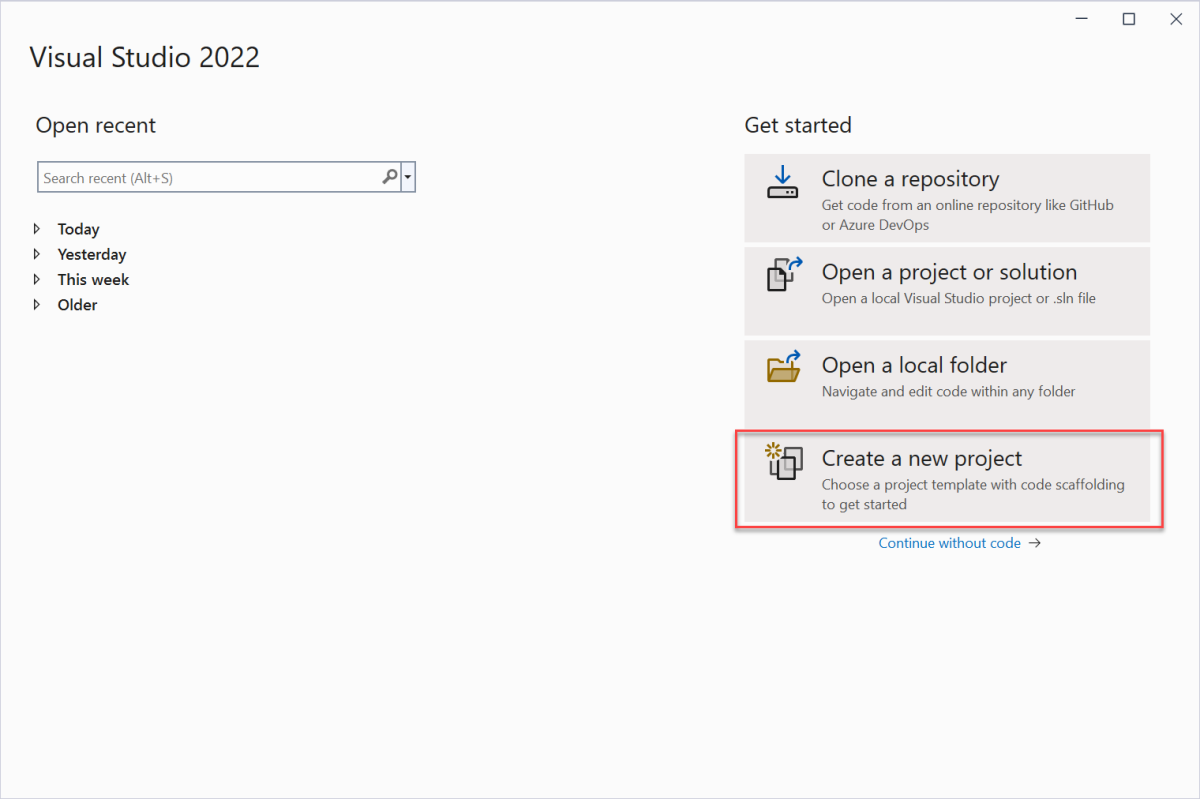 Visual Studio 2022
Open recent
Search recent (Alt+S)
Today
Yesterday
This week
Older
Get started
Clone a repository
Get code from an online repository like GitHub
or Azure DevOps
Open a project or solution
Open a local Visual Studio project or .sln file
Open a local folder
Navigate and edit code within any folder
Create a new project
Choose a project template with code scaffolding
to get started
Continue without code →